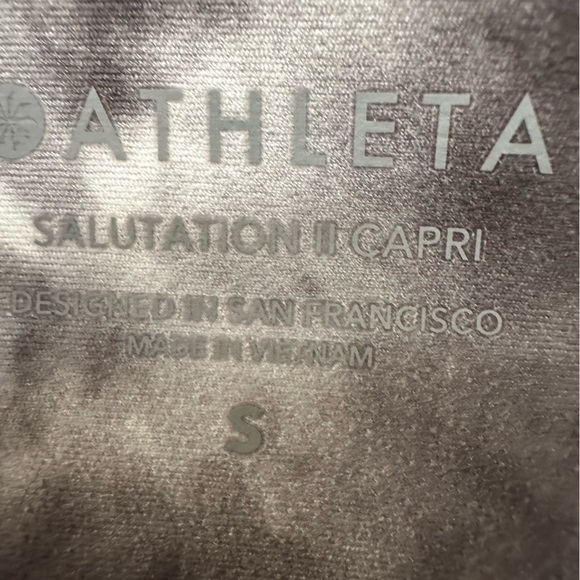 ATHLETA
SALUTATION II CAPRI
DESIGNED IN SAN FRANCISCO
MADE IN VIETNAM
S